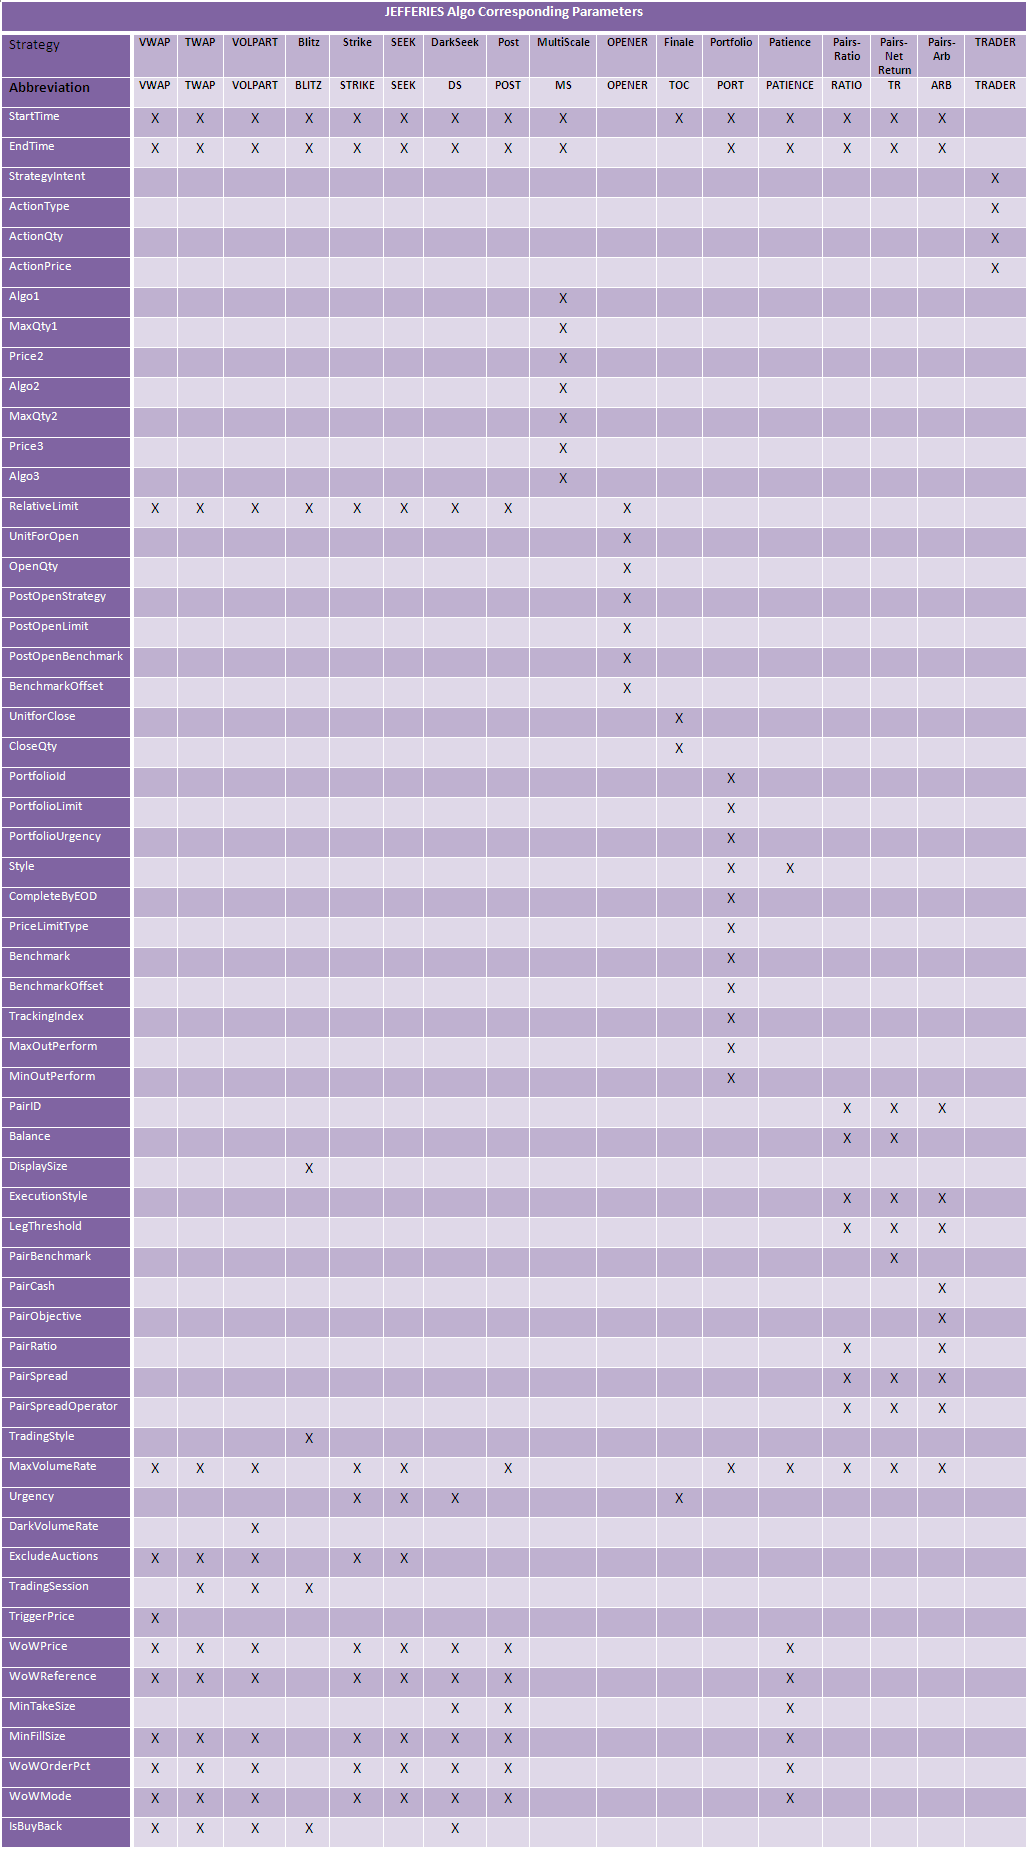 JEFFERIES Algo Corresponding Parameters
Strategy VWAP TWAP VOLPART Blitz Strike SEEK DarkSeek Post MultiScale OPENER Finale Portfolio Patience Pairs-Ratio Pairs-Net Return Pairs-Arb TRADER
Abbreviation VWAP TWAP VOLPART BLITZ STRIKE SEEK DS POST MS OPENER TOC PORT PATIENCE RATIO TR ARB TRADER
StartTime X X X X X X X X X X X X X X X
EndTime X X X X X X X X X X X X X X
StrategyIntent X
ActionType X
ActionQty X
ActionPrice X
Algo1 X
MaxQty1 X
Price2 X
Algo2 X
MaxQty2 X
Price3 X
Algo3 X
RelativeLimit X X X X X X X X X
UnitForOpen X
OpenQty X
PostOpenStrategy X
PostOpenLimit X
PostOpenBenchmark X
BenchmarkOffset X
UnitforClose X
CloseQty X
PortfolioId X
PortfolioLimit X
PortfolioUrgency X
Style X X
CompleteByEOD X
PriceLimitType X
Benchmark X
BenchmarkOffset X
TrackingIndex X
MaxOutPerform X
MinOutPerform X
PairID X X X
Balance X X
DisplaySize X
ExecutionStyle X X X
LegThreshold X X X
PairBenchmark X
PairCash X
PairObjective X
PairRatio X X
PairSpread X X X
PairSpreadOperator X X X
TradingStyle X
MaxVolumeRate X X X X X X X X X X X
Urgency X X X X
DarkVolumeRate X
ExcludeAuctions X X X X X
TradingSession X X X
TriggerPrice X
WoWPrice X X X X X X X X
WoWReference X X X X X X X X
MinTakeSize X X X
MinFillSize X X X X X X X X
WoWOrderPct X X X X X X X X
WoWMode X X X X X X X X
IsBuyBack X X X X X